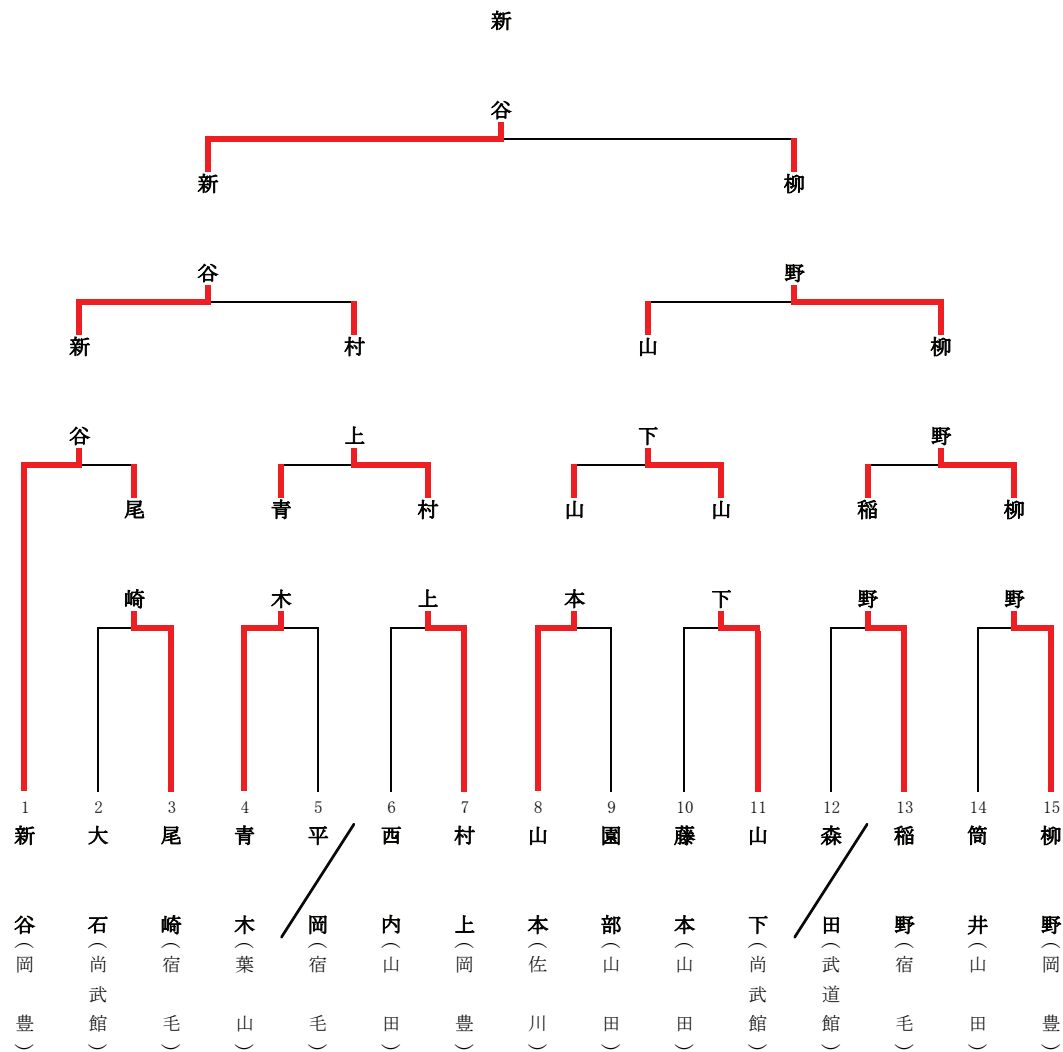 新谷
新谷
柳野
新谷
村上
山下
柳野
尾崎
青木
村上
山本
山下
稲野
柳野
1 新谷(岡豊)
2 大石(尚武館)
3 尾崎(宿毛)
4 青木(葉山)
5 平岡(宿毛)
6 西内(山田)
7 村上(岡豊)
8 山本(佐川)
9 園部(山田)
10 藤本(山田)
11 山下(尚武館)
12 森田(武道館)
13 稲野(宿毛)
14 筒井(山田)
15 柳野(岡豊)